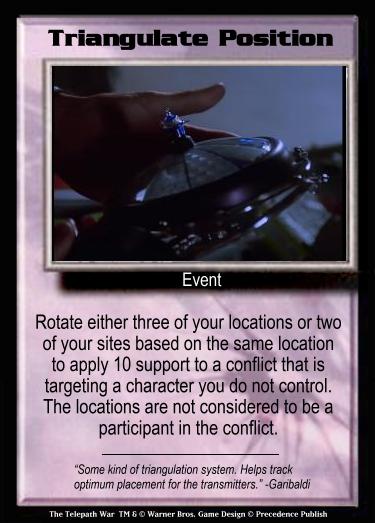 Triangulate Position
Event
Rotate either three of your locations or two
of your sites based on the same location
to apply 10 support to a conflict that is
targeting a character you do not control.
The locations are not considered to be a
participant in the conflict.
"Some kind of triangulation system. Helps track
optimum placement for the transmitters." -Garibaldi
The Telepath War TM & © Warner Bros. Game Design © Precedence Publish